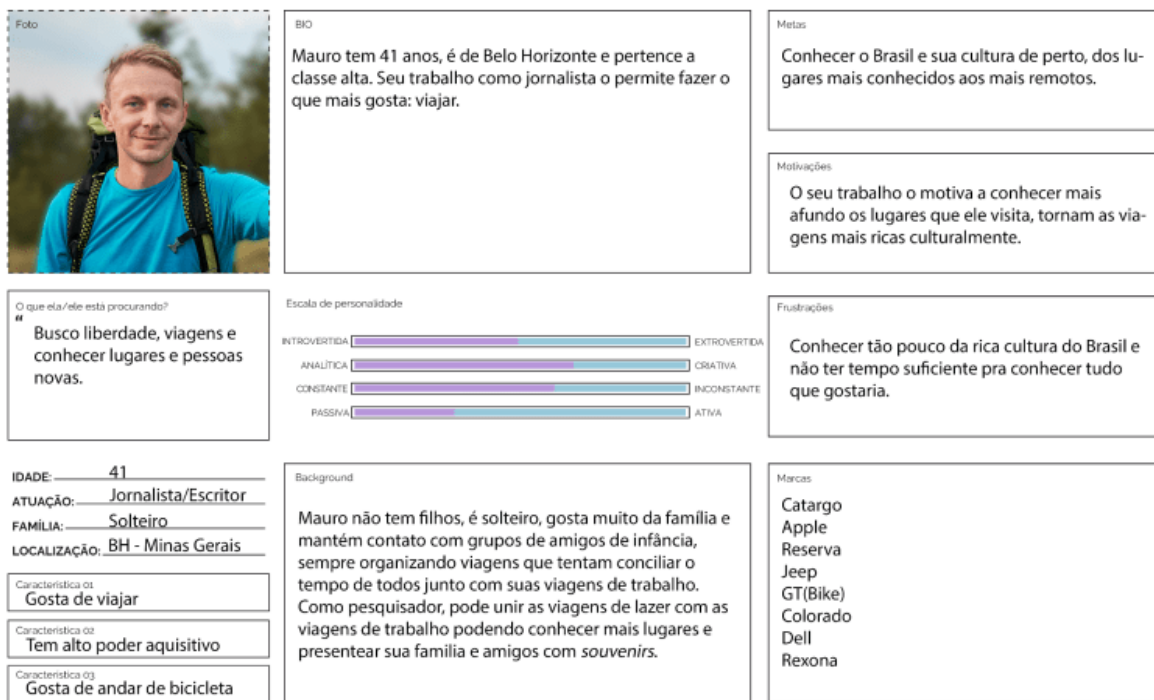 Foto
BIO
Mauro tem 41 anos, é de Belo Horizonte e pertence a
classe alta. Seu trabalho como jornalista o permite fazer o
que mais gosta: viajar.
Metas
Conhecer o Brasil e sua cultura de perto, dos lu-
gares mais conhecidos aos mais remotos.
Motivações
O seu trabalho o motiva a conhecer mais
afundo os lugares que ele visita, tornam as via-
gens mais ricas culturalmente.
O que ela/ele está procurando?
“
Busco liberdade, viagens e
conhecer lugares e pessoas
novas.
Escala de personalidade
INTROVERTIDA EXTROVERTIDA
ANALÍTICA CRIATIVA
CONSTANTE INCONSTANTE
PASSIVA ATIVA
Frustrações
Conhecer tão pouco da rica cultura do Brasil e
não ter tempo suficiente pra conhecer tudo
que gostaria.
IDADE: 41
ATUAÇÃO: Jornalista/Escritor
FAMÍLIA: Solteiro
LOCALIZAÇÃO: BH - Minas Gerais
Característica 01
Gosta de viajar
Característica 02
Tem alto poder aquisitivo
Característica 03
Gosta de andar de bicicleta
Background
Mauro não tem filhos, é solteiro, gosta muito da família e
mantém contato com grupos de amigos de infância,
sempre organizando viagens que tentam conciliar o
tempo de todos junto com suas viagens de trabalho.
Como pesquisador, pode unir as viagens de lazer com as
viagens de trabalho podendo conhecer mais lugares e
presentear sua familia e amigos com souvenirs.
Marcas
Catargo
Apple
Reserva
Jeep
GT(Bike)
Colorado
Dell
Rexona